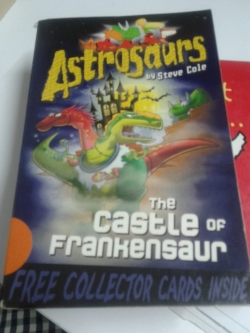 Astrosaurs
by Steve Cole
The
Castle of
Frankensaur
FREE COLLECTOR CARDS INSIDE